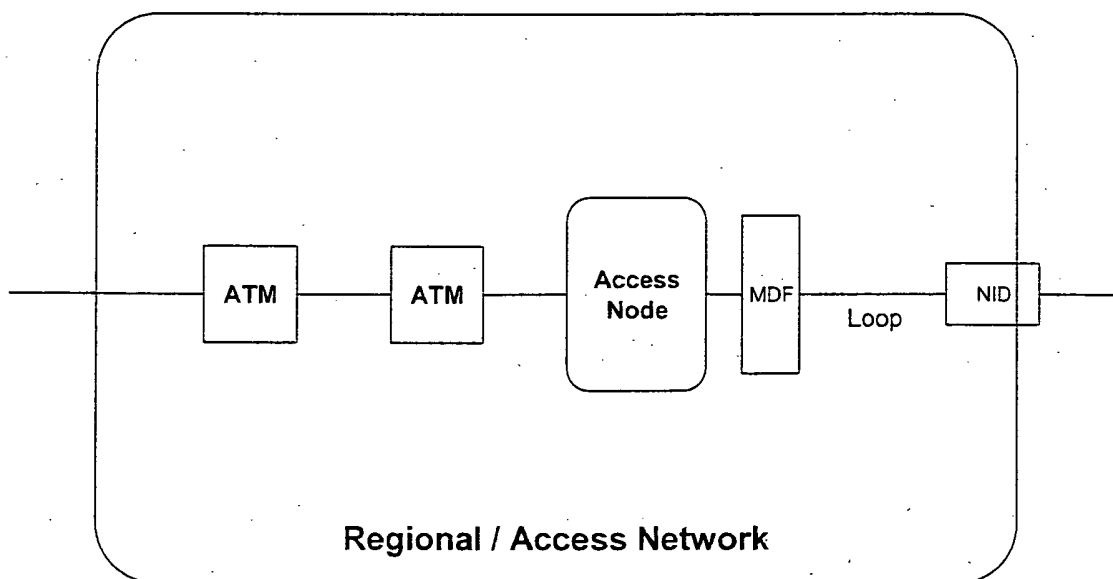 ATM
ATM
Access
Node
MDF
Loop
NID
Regional / Access Network